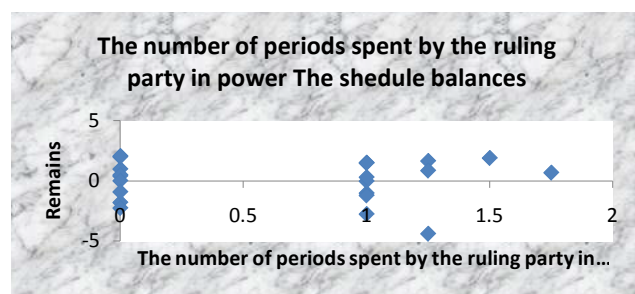 The number of periods spent by the ruling
party in power The shedule balances
5
0
-5
Remains
0
0.5
1
1.5
2
The number of periods spent by the ruling party in...